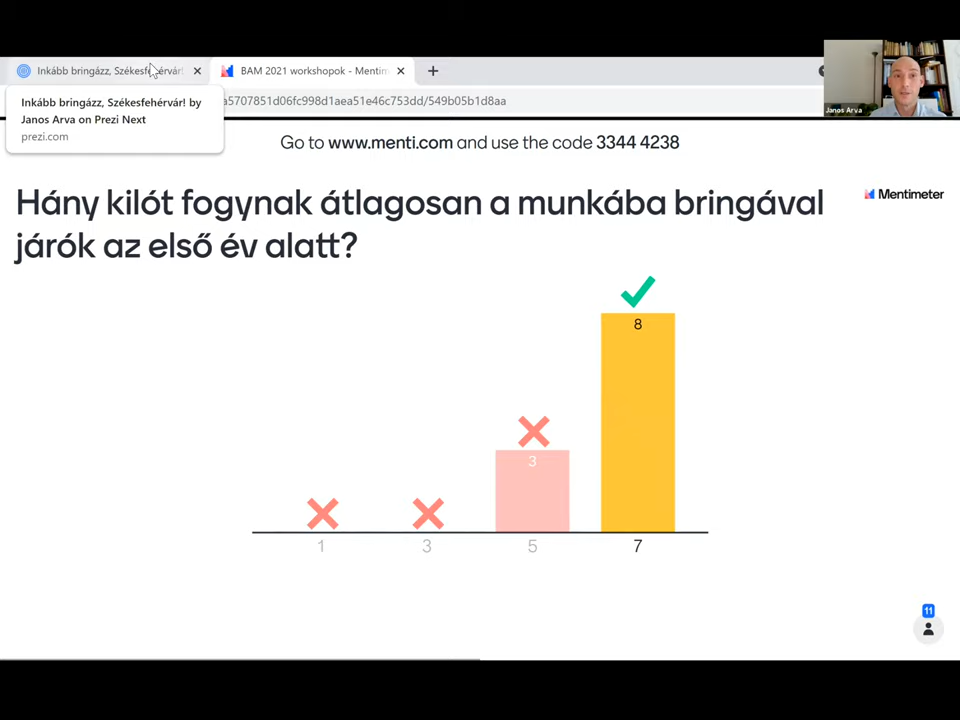 Inkább bringázz, Székesfehérvár!
BAM 2021 workshopok - Mentim
Inkább bringázz, Székesfehérvár! by
Janos Arva on Prezi Next
prezi.com
a5707851d06fc998d1aea51e46c753dd/549b05b1d8aa
Janos Arva
Go to www.menti.com and use the code 3344 4238
Mentimeter
Hány kilót fogynak átlagosan a munkába bringával
járók az első év alatt?
8
3
1
3
5
7
11